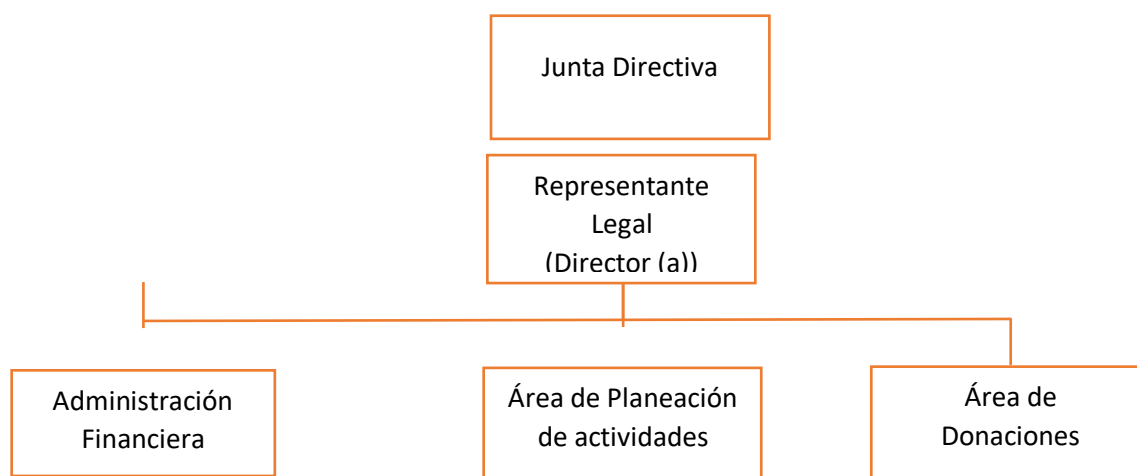 Junta Directiva
Representante
Legal
(Director (a))
Administración
Financiera
Área de Planeación
de actividades
Área de
Donaciones